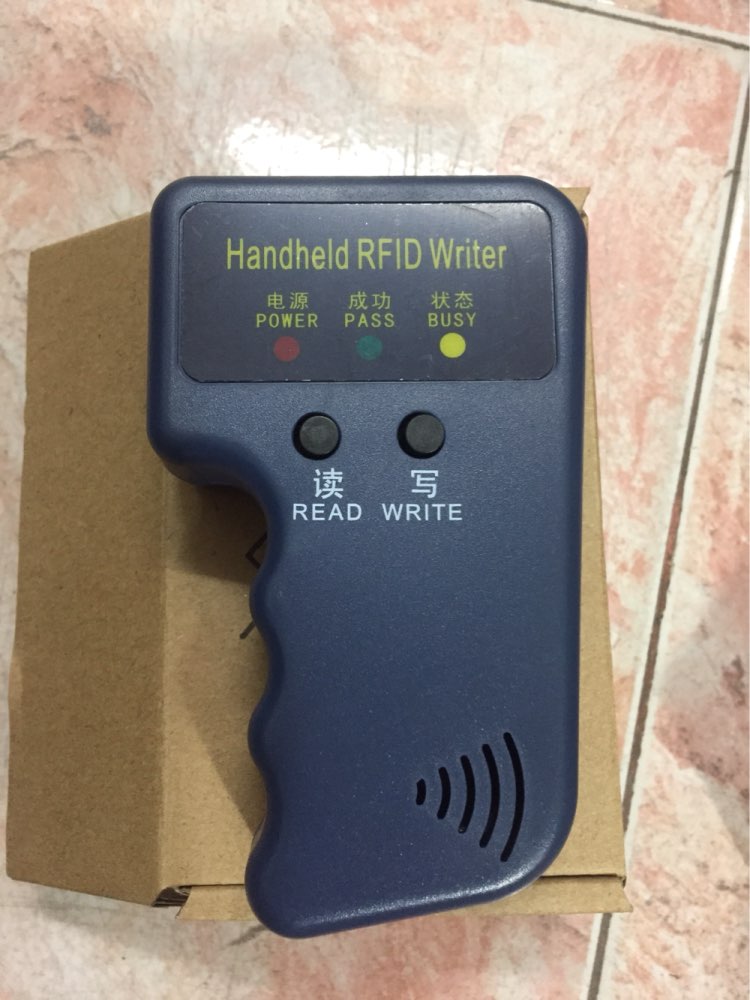 Handheld RFID Writer
电源 成功 状态
POWER PASS BUSY
读 写
READ WRITE